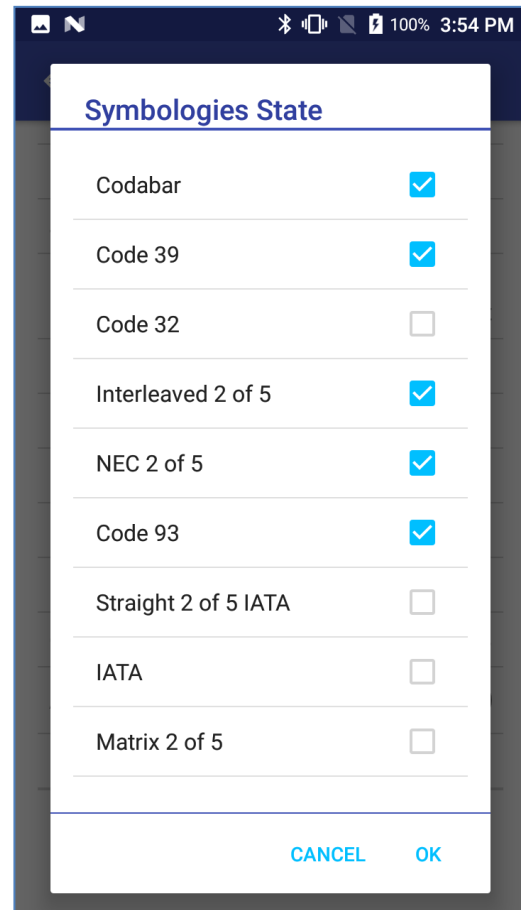 100% 3:54 PM
Symbologies State
Codabar
Code 39
Code 32
Interleaved 2 of 5
NEC 2 of 5
Code 93
Straight 2 of 5 IATA
IATA
Matrix 2 of 5
CANCEL OK